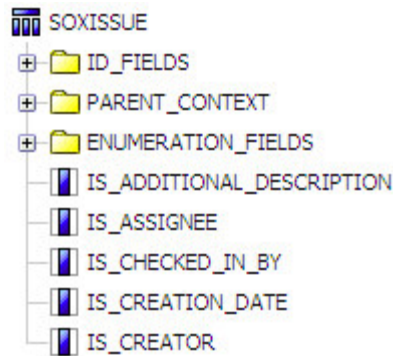 SOXISSUE
ID_FIELDS
PARENT_CONTEXT
ENUMERATION_FIELDS
IS_ADDITIONAL_DESCRIPTION
IS_ASSIGNEE
IS_CHECKED_IN_BY
IS_CREATION_DATE
IS_CREATOR